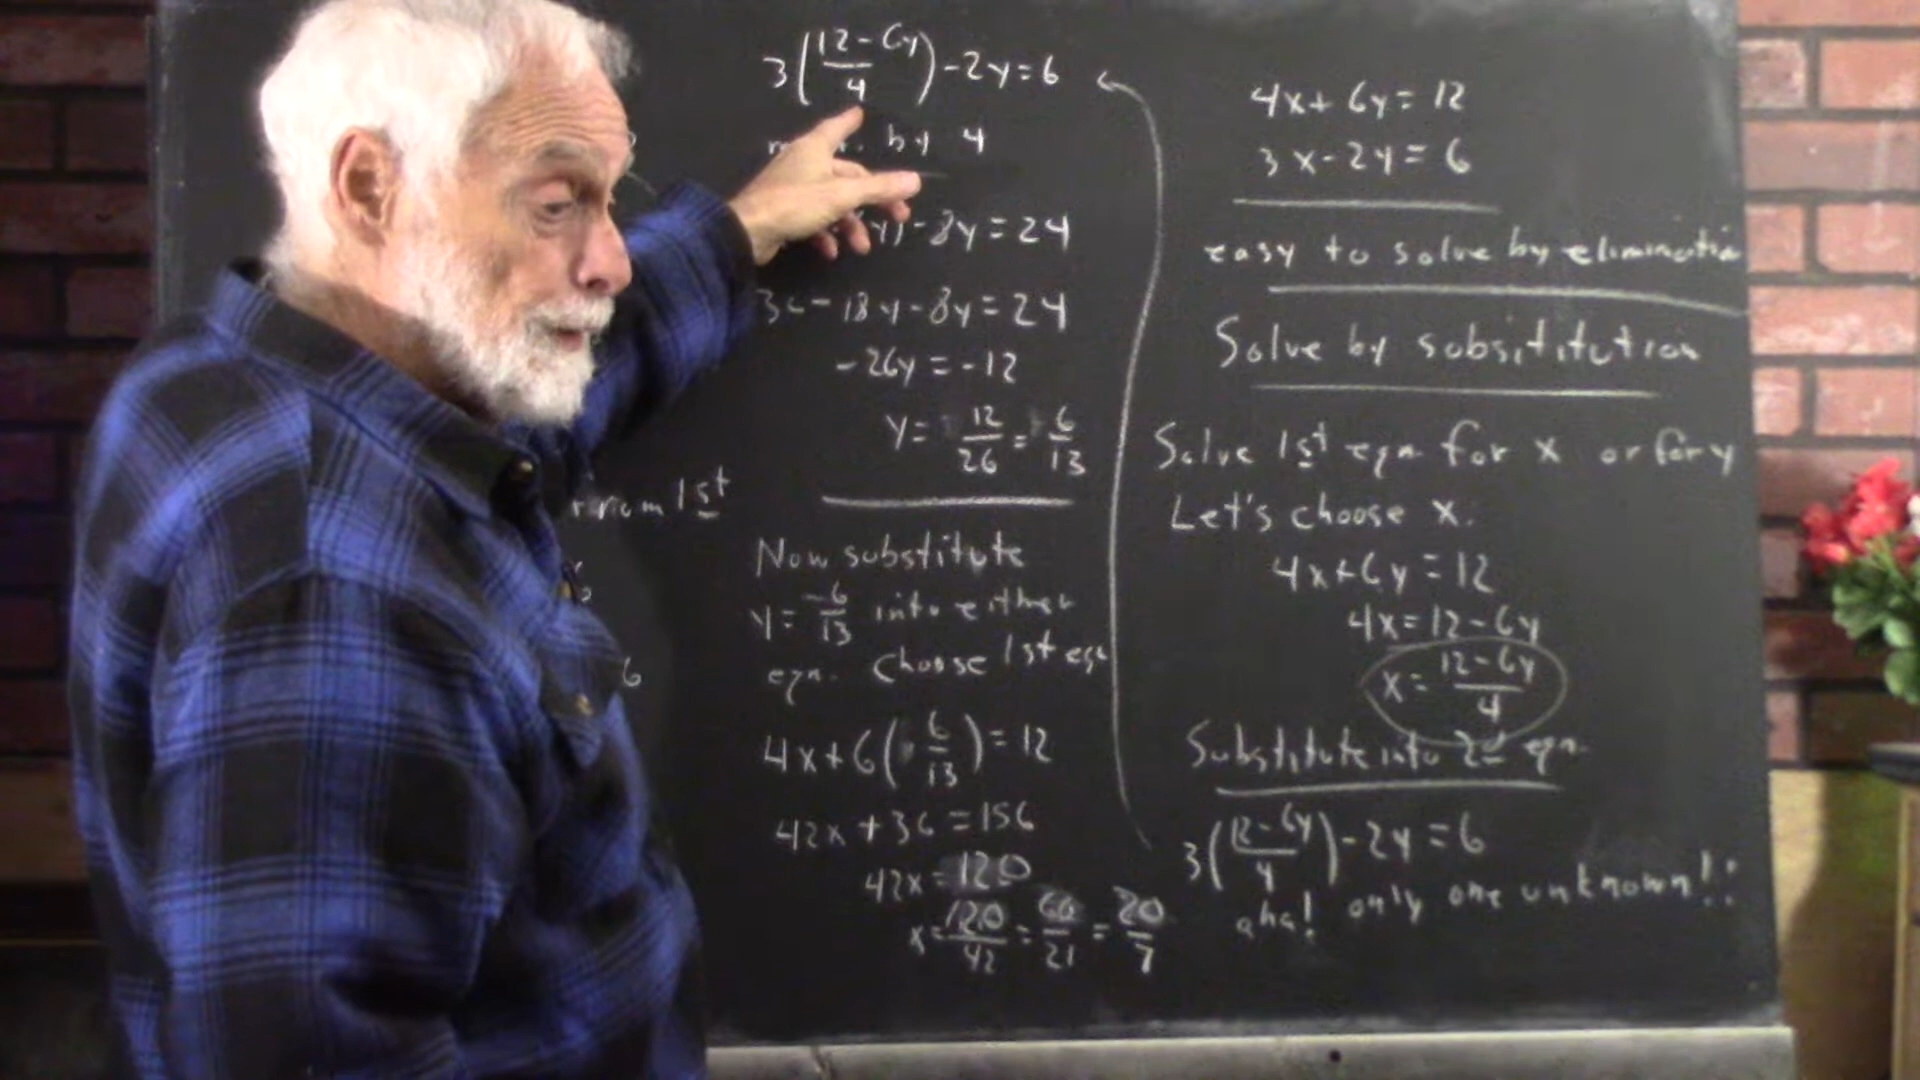 3(12-6y/4)-2y=6
by 4
-8y=24
36-18y-8y=24
-26y=-12
y=12/26=6/13
1st
Now substitute
y=-6/13 into either
eqn. Choose 1st eqn
4x+6(6/13)=12
42x+36=156
42x=120
x=120/42=60/21=20/7
6
4x+6y=12
3x-2y=6
easy to solve by elimination
Solve by subsititution
Solve 1st eqn for x or for y
Let's choose x.
4x+6y=12
4x=12-6y
x=12-6y/4
Substitute into 2d eqn.
3(12-6y/4)-2y=6
aha! only one unknown!!